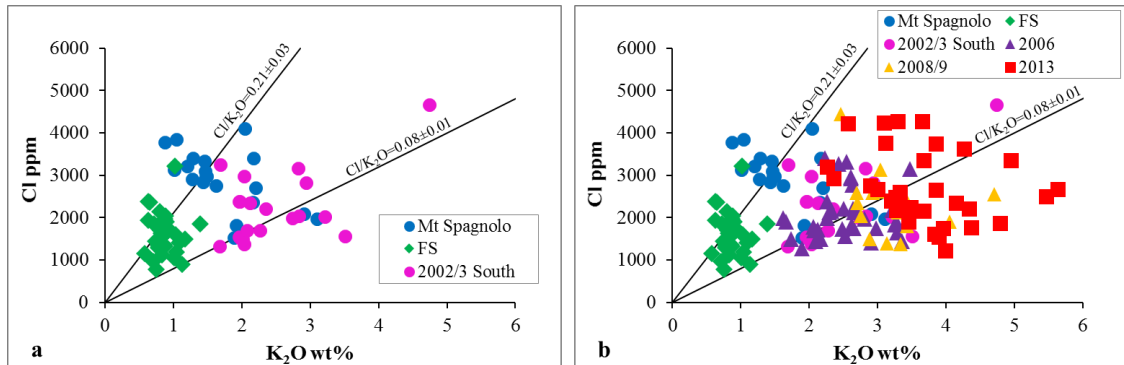 6000
5000
4000
3000
2000
1000
0
Cl ppm
0 1 2 3 4 5 6
K₂O wt%
Cl/K₂O=0.21±0.03
Cl/K₂O=0.08±0.01
Mt Spagnolo
FS
2002/3 South
a
6000
5000
4000
3000
2000
1000
0
Cl ppm
0 1 2 3 4 5 6
K₂O wt%
Cl/K₂O=0.21±0.03
Cl/K₂O=0.08±0.01
Mt Spagnolo FS
2002/3 South 2006
2008/9 2013
b